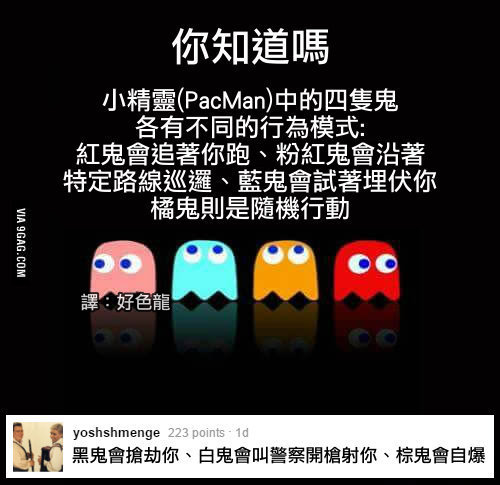 你知道嗎
小精靈(PacMan)中的四隻鬼
各有不同的行為模式:
紅鬼會追著你跑、粉紅鬼會沿著
特定路線巡邏、藍鬼會試著埋伏你
橘鬼則是隨機行動
VIA 9GAG.COM
譯：好色龍
yoshshmenge 223 points · 1d
黑鬼會搶劫你、白鬼會叫警察開槍射你、棕鬼會自爆